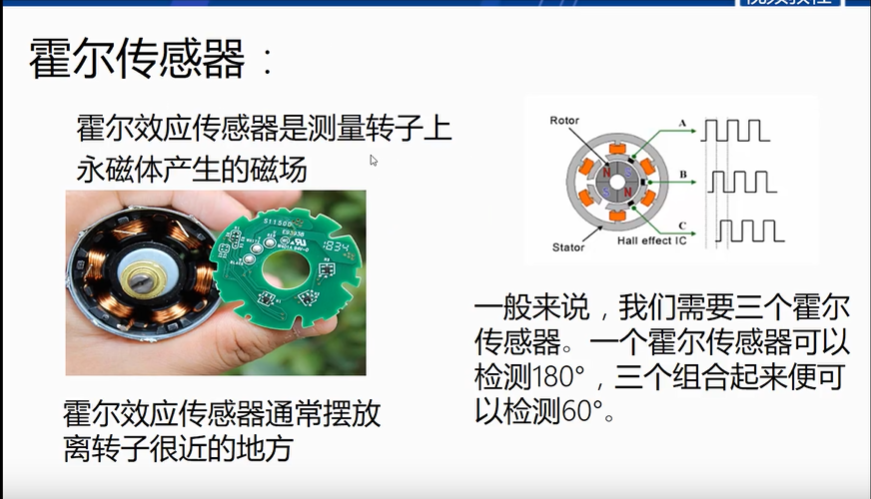 霍尔传感器：
霍尔效应传感器是测量转子上
永磁体产生的磁场
Rotor
A
B
C
N
S
S
N
Stator
Hall effect IC
1834
一般来说，我们需要三个霍尔
传感器。一个霍尔传感器可以
检测180°，三个组合起来便可
以检测60°。
霍尔效应传感器通常摆放
离转子很近的地方